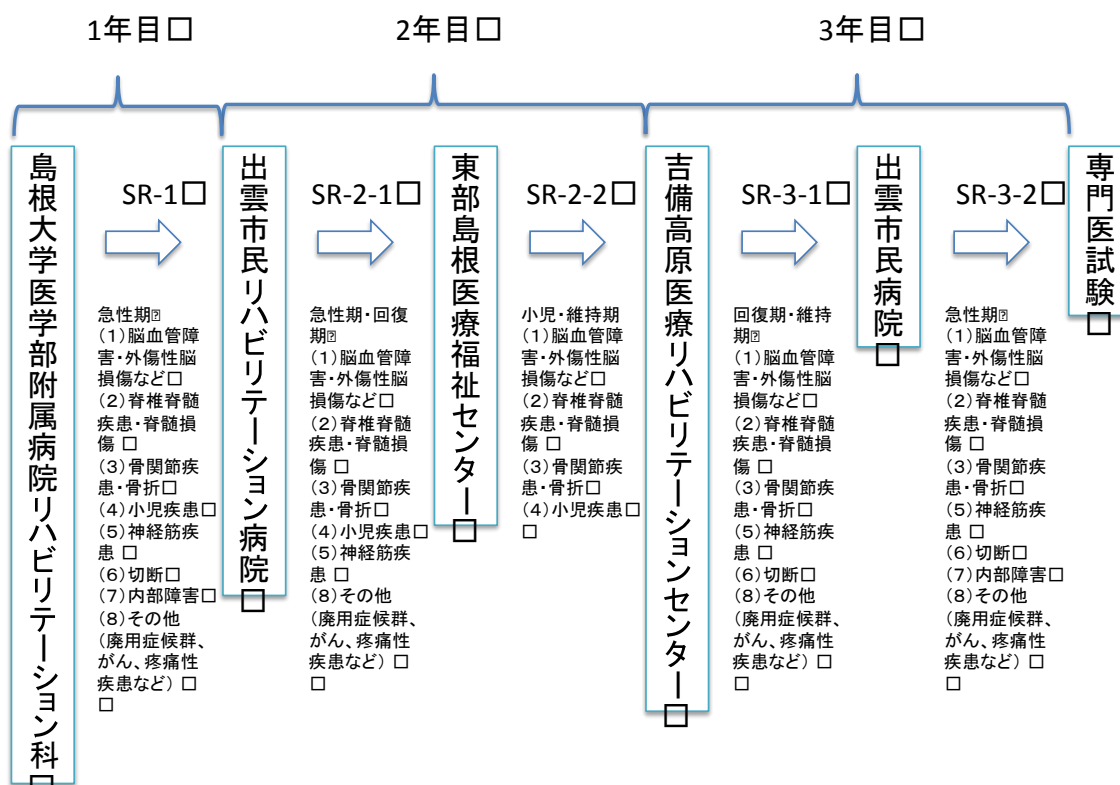 1年目□
2年目□
3年目□
島根大学医学部附属病院リハビリテーション科□
SR-1□
急性期⍰
(1)脳血管障
害・外傷性脳
損傷など□
(2)脊椎脊髄
疾患・脊髄損
傷 □
(3)骨関節疾
患・骨折□
(4)小児疾患□
(5)神経筋疾
患 □
(6)切断□
(7)内部障害□
(8)その他
(廃用症候群、
がん、疼痛性
疾患など) □
□
出雲市民リハビリテーション病院□
SR-2-1□
急性期・回復
期⍰
(1)脳血管障
害・外傷性脳
損傷など□
(2)脊椎脊髄
疾患・脊髄損
傷 □
(3)骨関節疾
患・骨折□
(4)小児疾患□
(5)神経筋疾
患 □
(8)その他
(廃用症候群、
がん、疼痛性
疾患など) □
□
東部島根医療福祉センター□
SR-2-2□
小児・維持期
(1)脳血管障
害・外傷性脳
損傷など□
(2)脊椎脊髄
疾患・脊髄損
傷 □
(3)骨関節疾
患・骨折□
(4)小児疾患□
□
吉備高原医療リハビリテーションセンター□
SR-3-1□
回復期・維持
期⍰
(1)脳血管障
害・外傷性脳
損傷など□
(2)脊椎脊髄
疾患・脊髄損
傷 □
(3)骨関節疾
患・骨折□
(5)神経筋疾
患 □
(6)切断□
(8)その他
(廃用症候群、
がん、疼痛性
疾患など) □
□
出雲市民病院□
SR-3-2□
急性期⍰
(1)脳血管障
害・外傷性脳
損傷など□
(2)脊椎脊髄
疾患・脊髄損
傷 □
(3)骨関節疾
患・骨折□
(5)神経筋疾
患 □
(6)切断□
(7)内部障害□
(8)その他
(廃用症候群、
がん、疼痛性
疾患など) □
□
専門医試験□